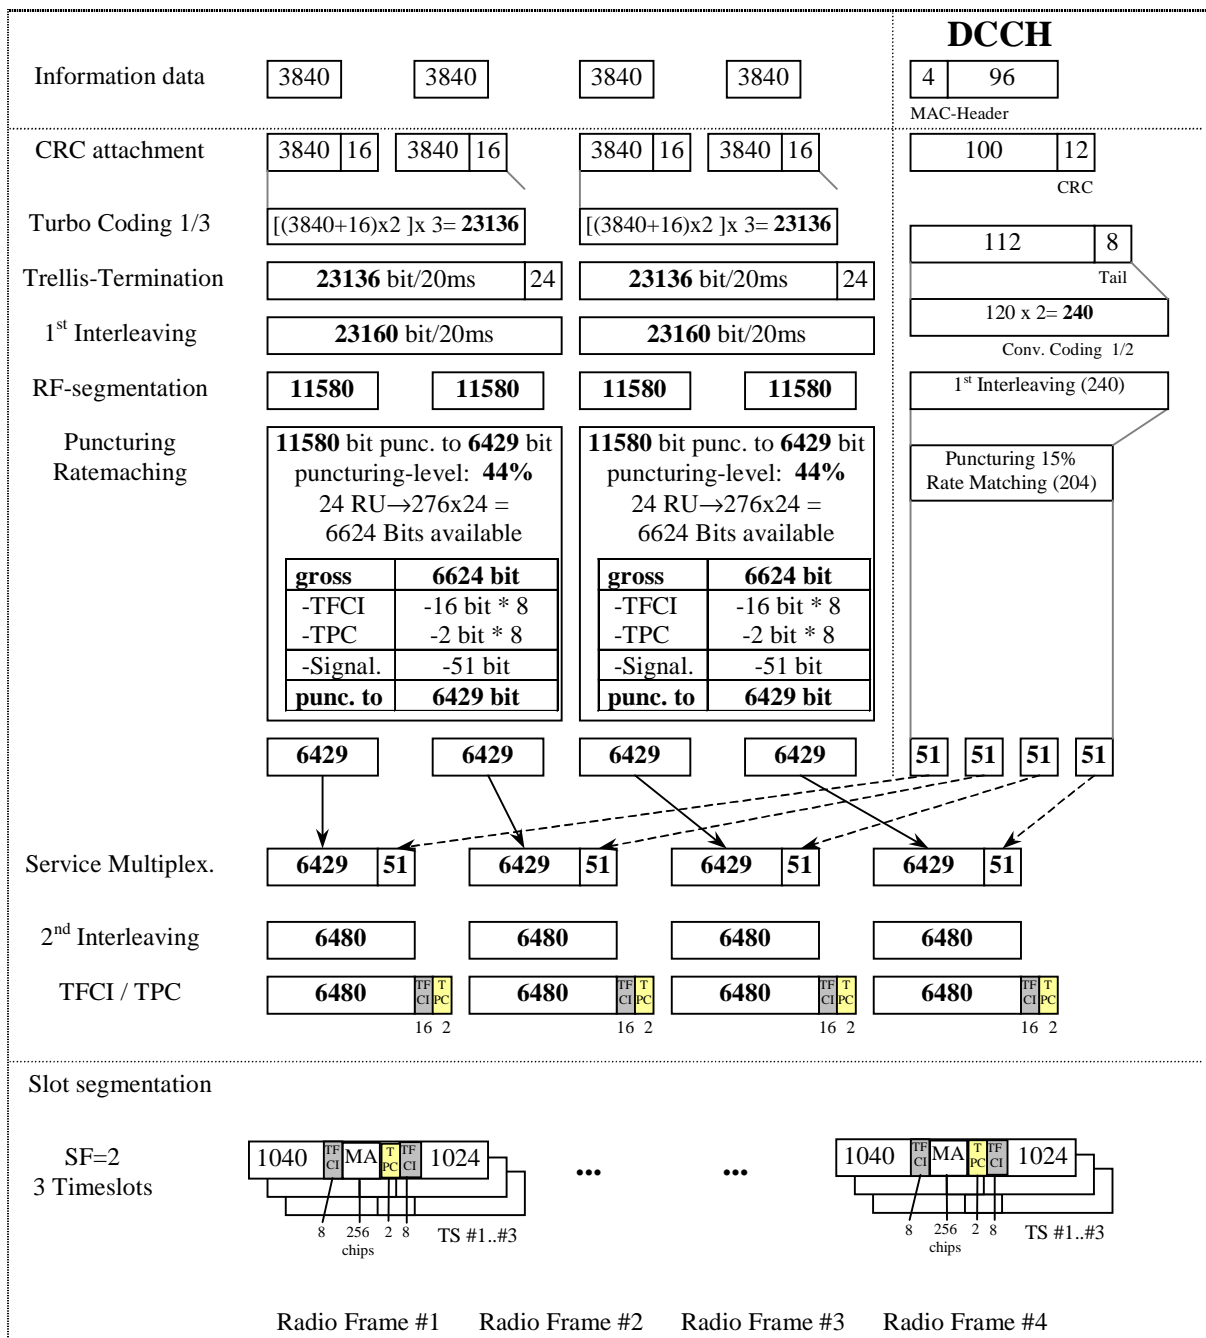 DCCH
Information data 3840 3840 3840 3840 4 96
MAC-Header
CRC attachment 3840 16 3840 16 3840 16 3840 16 100 12
CRC
Turbo Coding 1/3 [(3840+16)x2 ]x 3= 23136 [(3840+16)x2 ]x 3= 23136
112 8
Trellis-Termination 23136 bit/20ms 24 23136 bit/20ms 24
Tail
120 x 2= 240
1st Interleaving 23160 bit/20ms 23160 bit/20ms
Conv. Coding 1/2
RF-segmentation 11580 11580 11580 11580 1st Interleaving (240)
Puncturing 11580 bit punc. to 6429 bit 11580 bit punc. to 6429 bit
Ratemaching puncturing-level: 44% puncturing-level: 44%
Puncturing 15%
Rate Matching (204)
24 RU→276x24 = 24 RU→276x24 =
6624 Bits available 6624 Bits available
gross 6624 bit gross 6624 bit
-TFCI -16 bit * 8 -TFCI -16 bit * 8
-TPC -2 bit * 8 -TPC -2 bit * 8
-Signal. -51 bit -Signal. -51 bit
punc. to 6429 bit punc. to 6429 bit
6429 6429 6429 6429 51 51 51 51
Service Multiplex. 6429 51 6429 51 6429 51 6429 51
2nd Interleaving 6480 6480 6480 6480
TFCI / TPC 6480 TF CI T PC 6480 TF CI T PC 6480 TF CI T PC 6480 TF CI T PC
16 2 16 2 16 2 16 2
Slot segmentation
SF=2 1040 TF CI MA T PC TF CI 1024 ... ... 1040 TF CI MA T PC TF CI 1024
3 Timeslots
8 256 2 8 TS #1..#3 8 256 2 8 TS #1..#3
chips chips
Radio Frame #1 Radio Frame #2 Radio Frame #3 Radio Frame #4